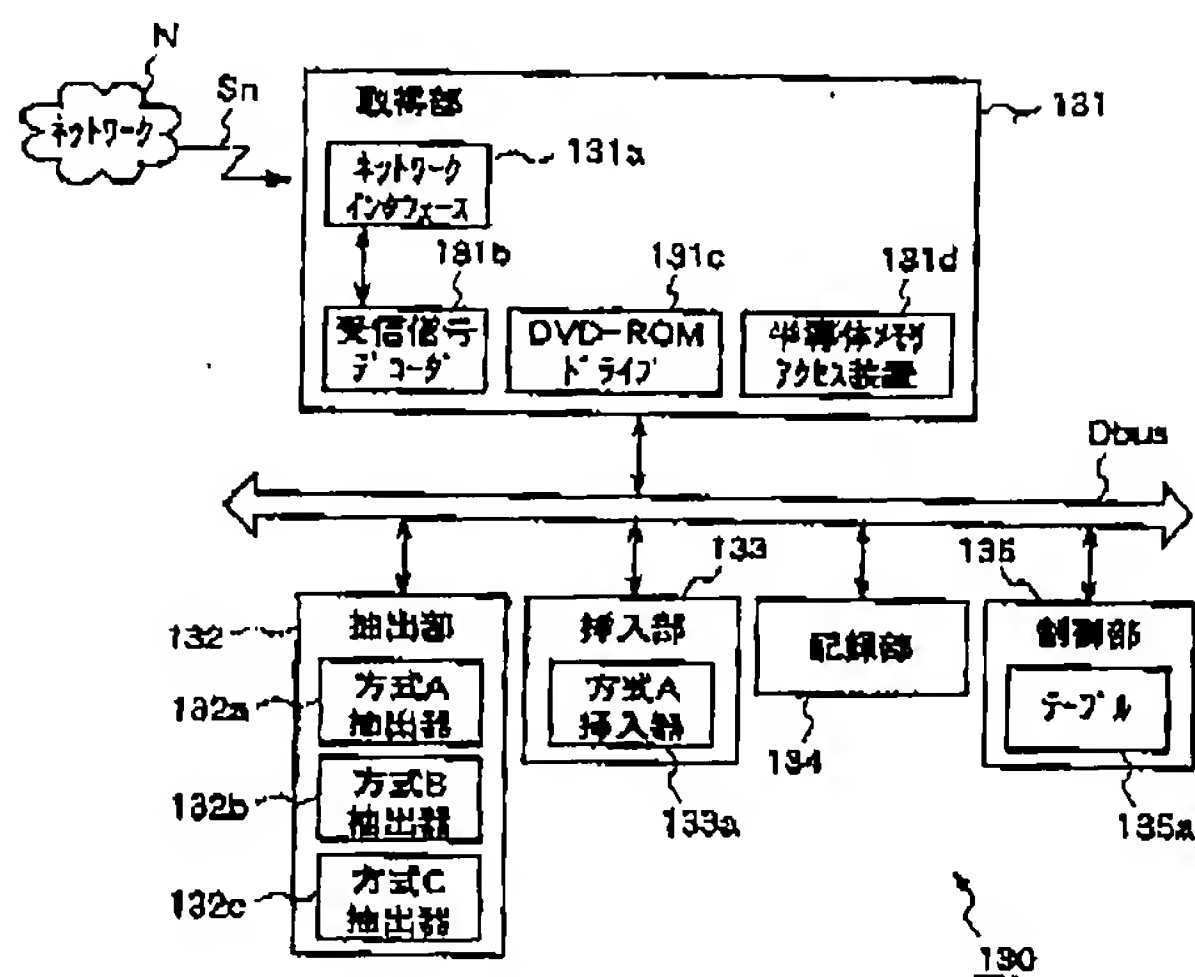 N
Sn
ネットワーク
取得部
131
131a
ネットワーク
インタフェース
131b
131c
131d
受信信号
デコーダ
DVD-ROM
ドライブ
半導体メモリ
アクセス装置
Dbus
133
135
132
抽出部
挿入部
記録部
制御部
132a
方式A
抽出器
方式A
挿入器
テーブル
134
132b
方式B
抽出器
133a
135a
132c
方式C
抽出器
130